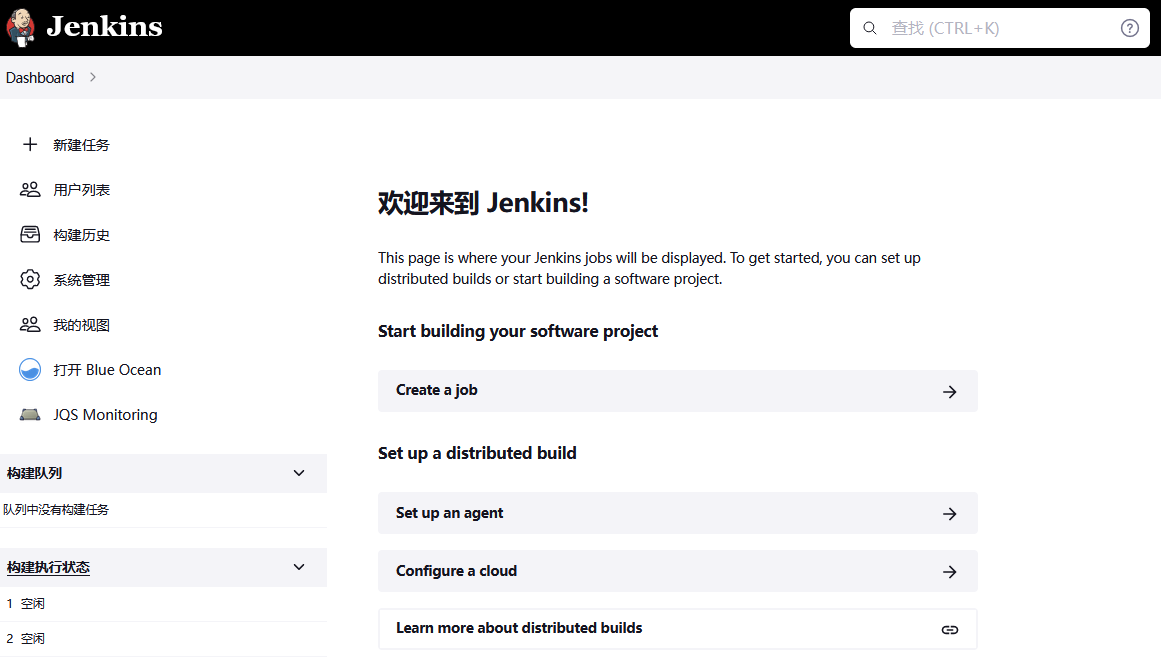 Jenkins
查找 (CTRL+K)
Dashboard
新建任务
用户列表
构建历史
系统管理
我的视图
打开 Blue Ocean
JQS Monitoring
构建队列
队列中没有构建任务
构建执行状态
1 空闲
2 空闲
欢迎来到 Jenkins!
This page is where your Jenkins jobs will be displayed. To get started, you can set up
distributed builds or start building a software project.
Start building your software project
Create a job
Set up a distributed build
Set up an agent
Configure a cloud
Learn more about distributed builds